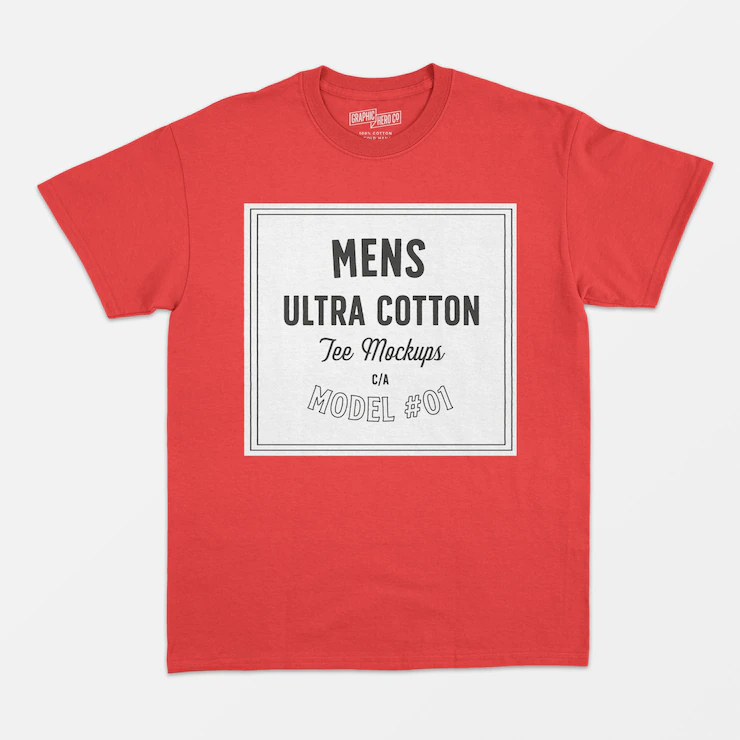 GRAPHIC HERO CO
100% COTTON
MENS
ULTRA COTTON
Tee Mockups
C/A
MODEL #01